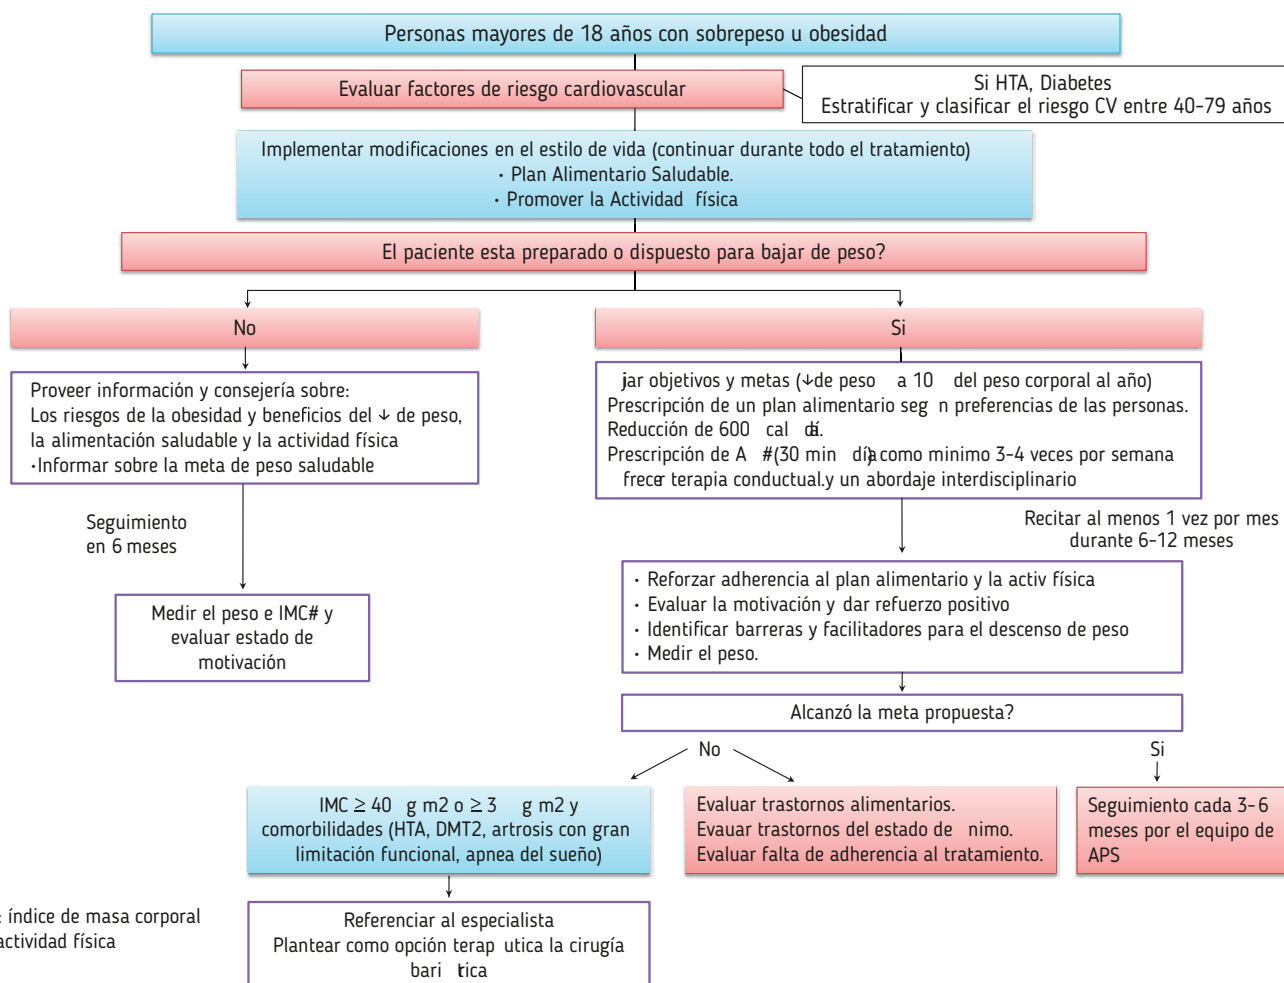 Personas mayores de 18 años con sobrepeso u obesidad
Evaluar factores de riesgo cardiovascular
Si HTA, Diabetes
Estratificar y clasificar el riesgo CV entre 40-79 años
Implementar modificaciones en el estilo de vida (continuar durante todo el tratamiento)
· Plan Alimentario Saludable.
· Promover la Actividad física
El paciente esta preparado o dispuesto para bajar de peso?
No
Si
Proveer información y consejería sobre:
Los riesgos de la obesidad y beneficios del ↓ de peso,
la alimentación saludable y la actividad física
·Informar sobre la meta de peso saludable
jar objetivos y metas (↓de peso a 10 del peso corporal al año)
Prescripción de un plan alimentario seg n preferencias de las personas.
Reducción de 600 cal
Prescripción de A #(30 min día) como minimo 3-4 veces por semana
terapia conductual.y un abordaje interdisciplinario
Seguimiento
en 6 meses
Recitar al menos 1 vez por mes
durante 6-12 meses
Medir el peso e IMC# y
evaluar estado de
motivación
· Reforzar adherencia al plan alimentario y la activ física
· Evaluar la motivación y dar refuerzo positivo
· Identificar barreras y facilitadores para el descenso de peso
· Medir el peso.
Alcanzó la meta propuesta?
No
Si
IMC ≥ 40 g m2 o ≥ 3 g m2 y
comorbilidades (HTA, DMT2, artrosis con gran
limitación funcional, apnea del sueño)
Evaluar trastornos alimentarios.
Evauar trastornos del estado de nimo.
Evaluar falta de adherencia al tratamiento.
Seguimiento cada 3-6
meses por el equipo de
APS
Referenciar al especialista
Plantear como opción terap utica la cirugía
bari trica
: índice de masa corporal
actividad física